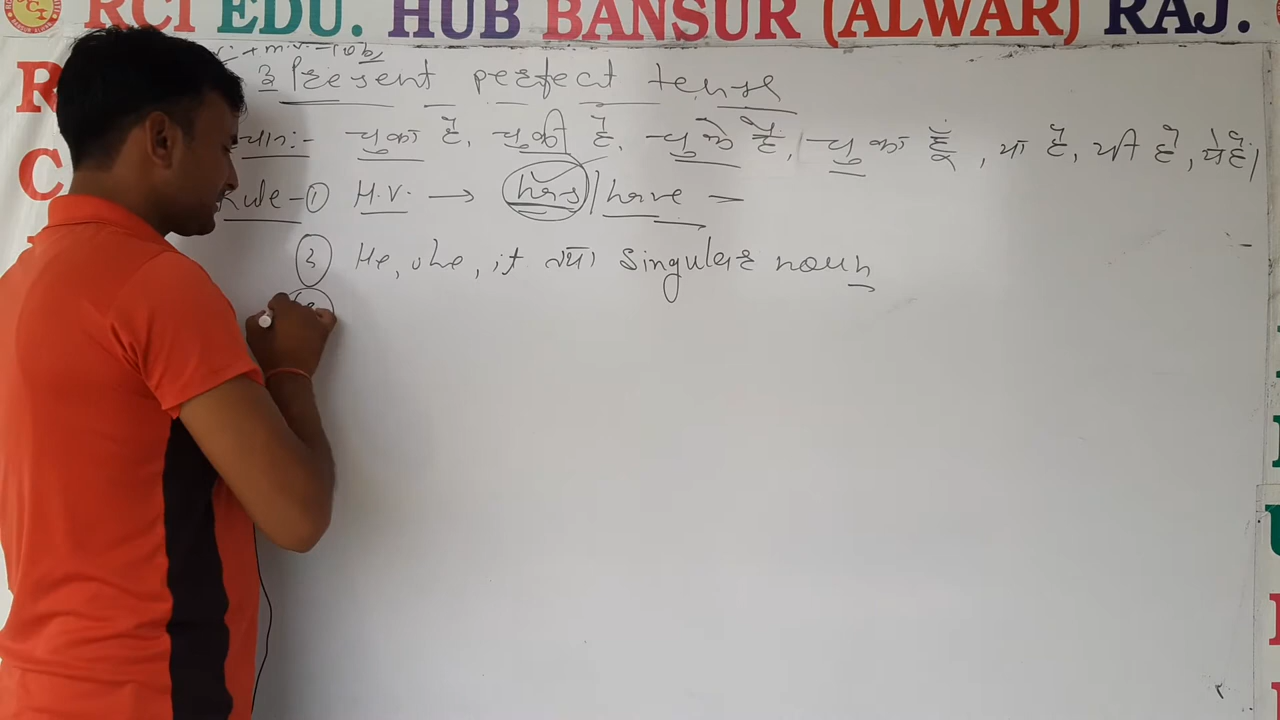 RCI EDU. HUB BANSUR (ALWAR) RAJ.
R
C
3 Present perfect tense
चान:- चुका है, चुकी है, चुके है, चुका हूँ, या है, यी है, ये है।
Rule-① H.V. → has/have -
② He, she, it तथा Singular noun